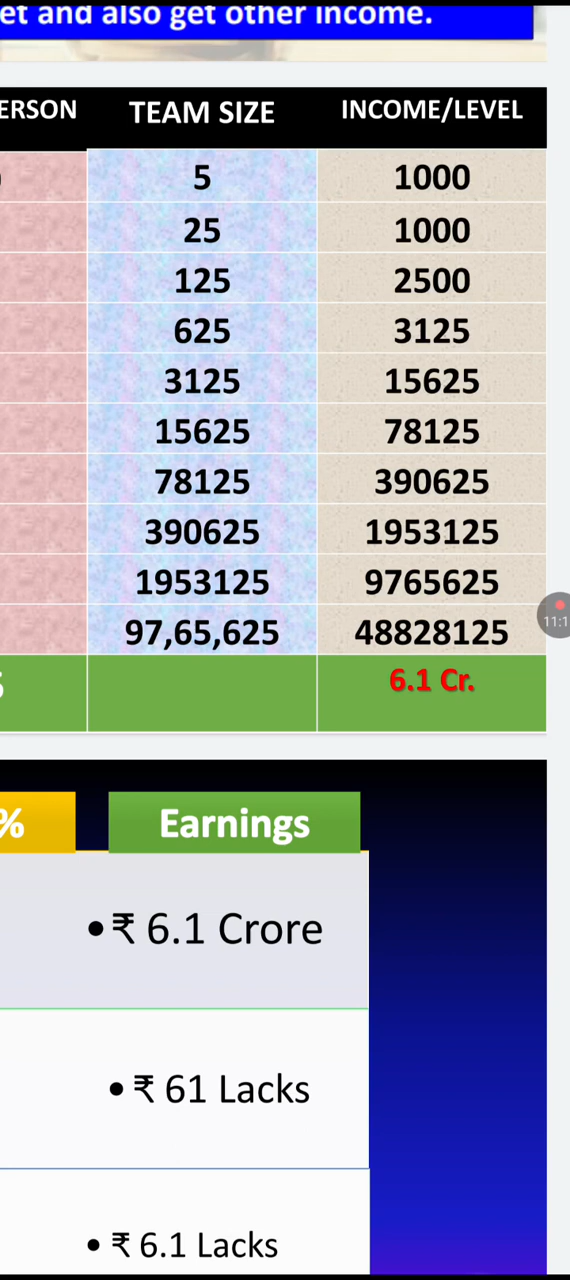 et and also get other income.
ERSON TEAM SIZE INCOME/LEVEL
5 1000
25 1000
125 2500
625 3125
3125 15625
15625 78125
78125 390625
390625 1953125
1953125 9765625
97,65,625 48828125
6.1 Cr.
% Earnings
•₹ 6.1 Crore
•₹ 61 Lacks
•₹ 6.1 Lacks
11:1